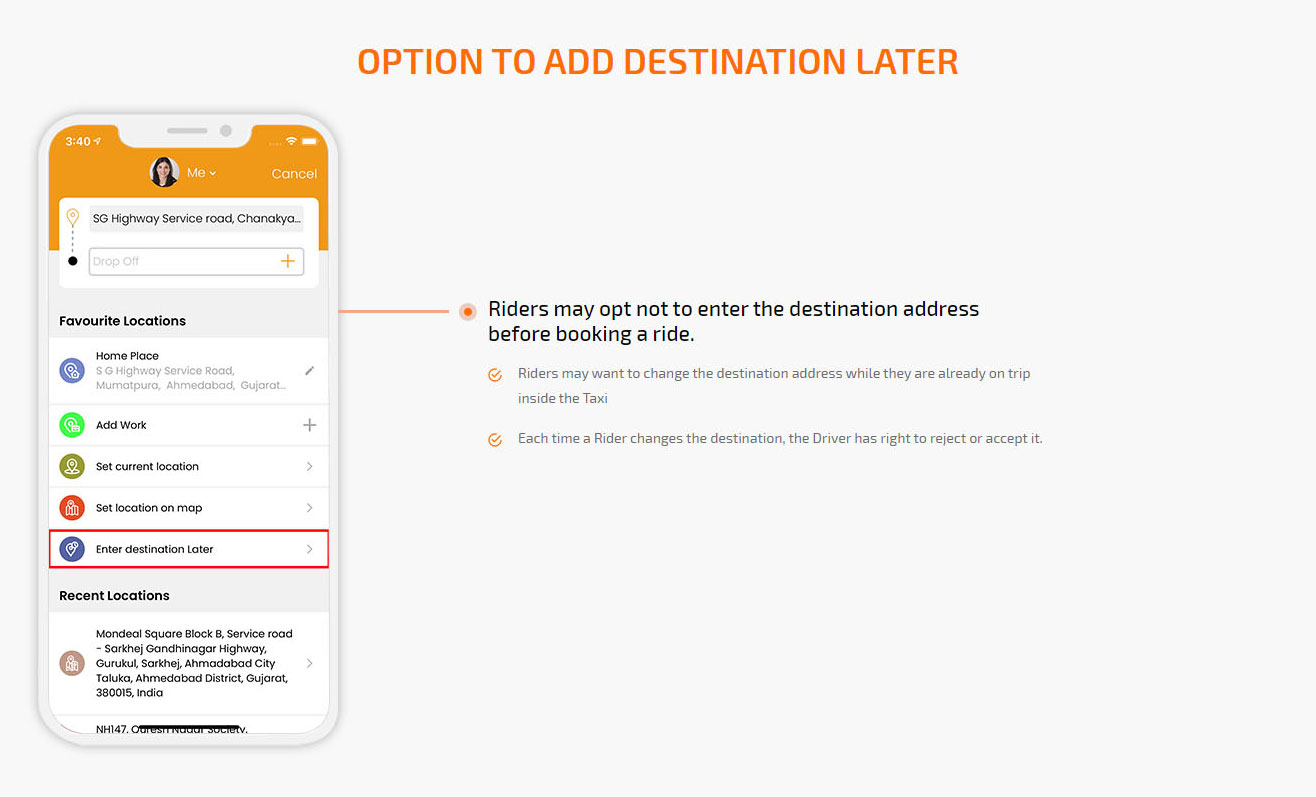 OPTION TO ADD DESTINATION LATER
3:40
Me
Cancel
SG Highway Service road, Chanakya...
Drop Off
Favourite Locations
Home Place
S G Highway Service Road,
Mumatpura, Ahmedabad, Gujarat...
Add Work
Set current location
Set location on map
Enter destination Later
Recent Locations
Mondeal Square Block B, Service road
- Sarkhej Gandhinagar Highway,
Gurukul, Sarkhej, Ahmadabad City
Taluka, Ahmedabad District, Gujarat,
380015, India
NH147, Quresh Nagar Society,
Riders may opt not to enter the destination address
before booking a ride.
Riders may want to change the destination address while they are already on trip
inside the Taxi
Each time a Rider changes the destination, the Driver has right to reject or accept it.